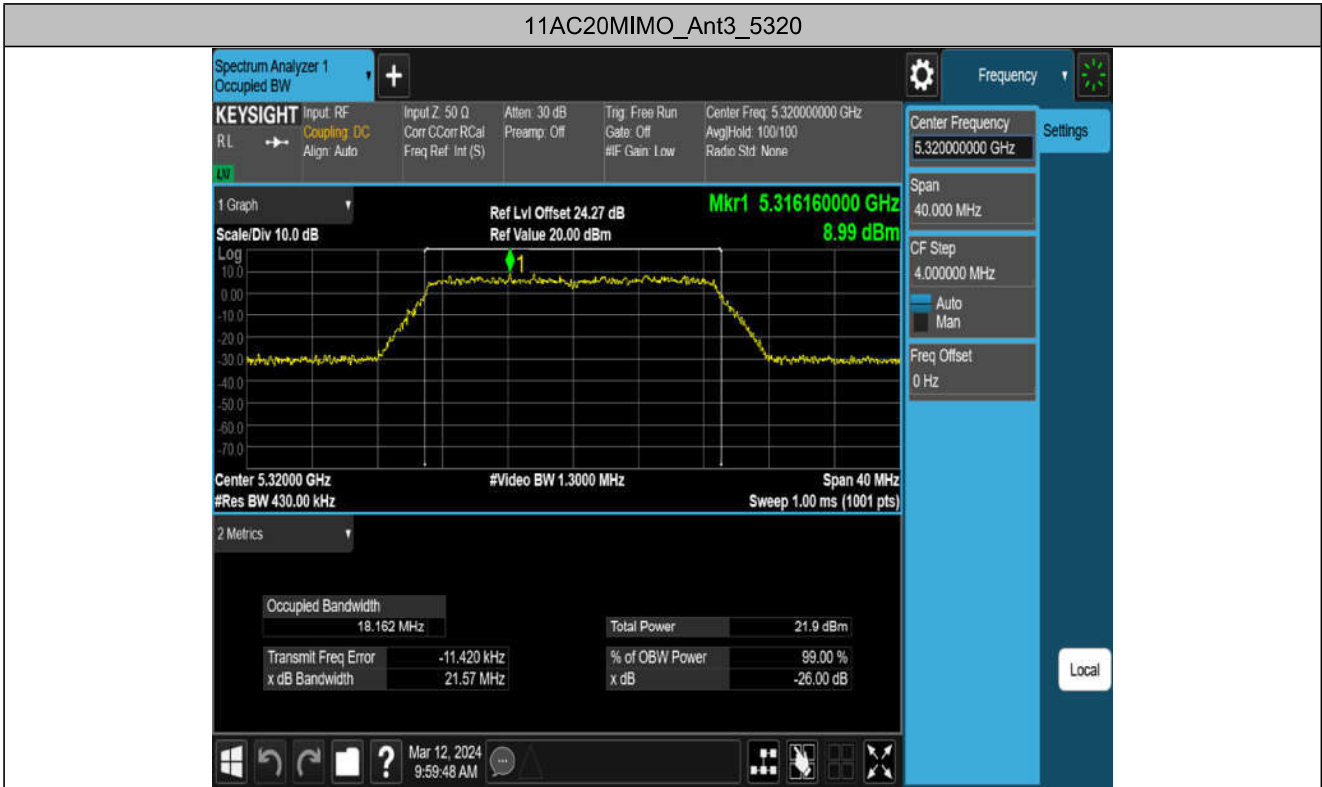 11AC20MIMO_Ant3_5320
Spectrum Analyzer 1
Occupied BW
+
Frequency
KEYSIGHT
RL
LXI
Input: RF
Coupling: DC
Align: Auto
Input Z: 50 Ω
Corr CCorr RCal
Freq Ref: Int (S)
Atten: 30 dB
Preamp: Off
Trig: Free Run
Gate: Off
#IF Gain: Low
Center Freq: 5.320000000 GHz
Avg|Hold: 100/100
Radio Std: None
Center Frequency
5.320000000 GHz
Settings
Span
40.000 MHz
CF Step
4.000000 MHz
Auto
Man
Freq Offset
0 Hz
Local
1 Graph
Scale/Div 10.0 dB
Ref Lvl Offset 24.27 dB
Ref Value 20.00 dBm
Mkr1 5.316160000 GHz
8.99 dBm
Log
10.0
0.00
-10.0
-20.0
-30.0
-40.0
-50.0
-60.0
-70.0
1
Center 5.32000 GHz
#Res BW 430.00 kHz
#Video BW 1.3000 MHz
Span 40 MHz
Sweep 1.00 ms (1001 pts)
2 Metrics
Occupied Bandwidth
18.162 MHz
Transmit Freq Error -11.420 kHz
x dB Bandwidth 21.57 MHz
Total Power 21.9 dBm
% of OBW Power 99.00 %
x dB -26.00 dB
?
Mar 12, 2024
9:59:48 AM